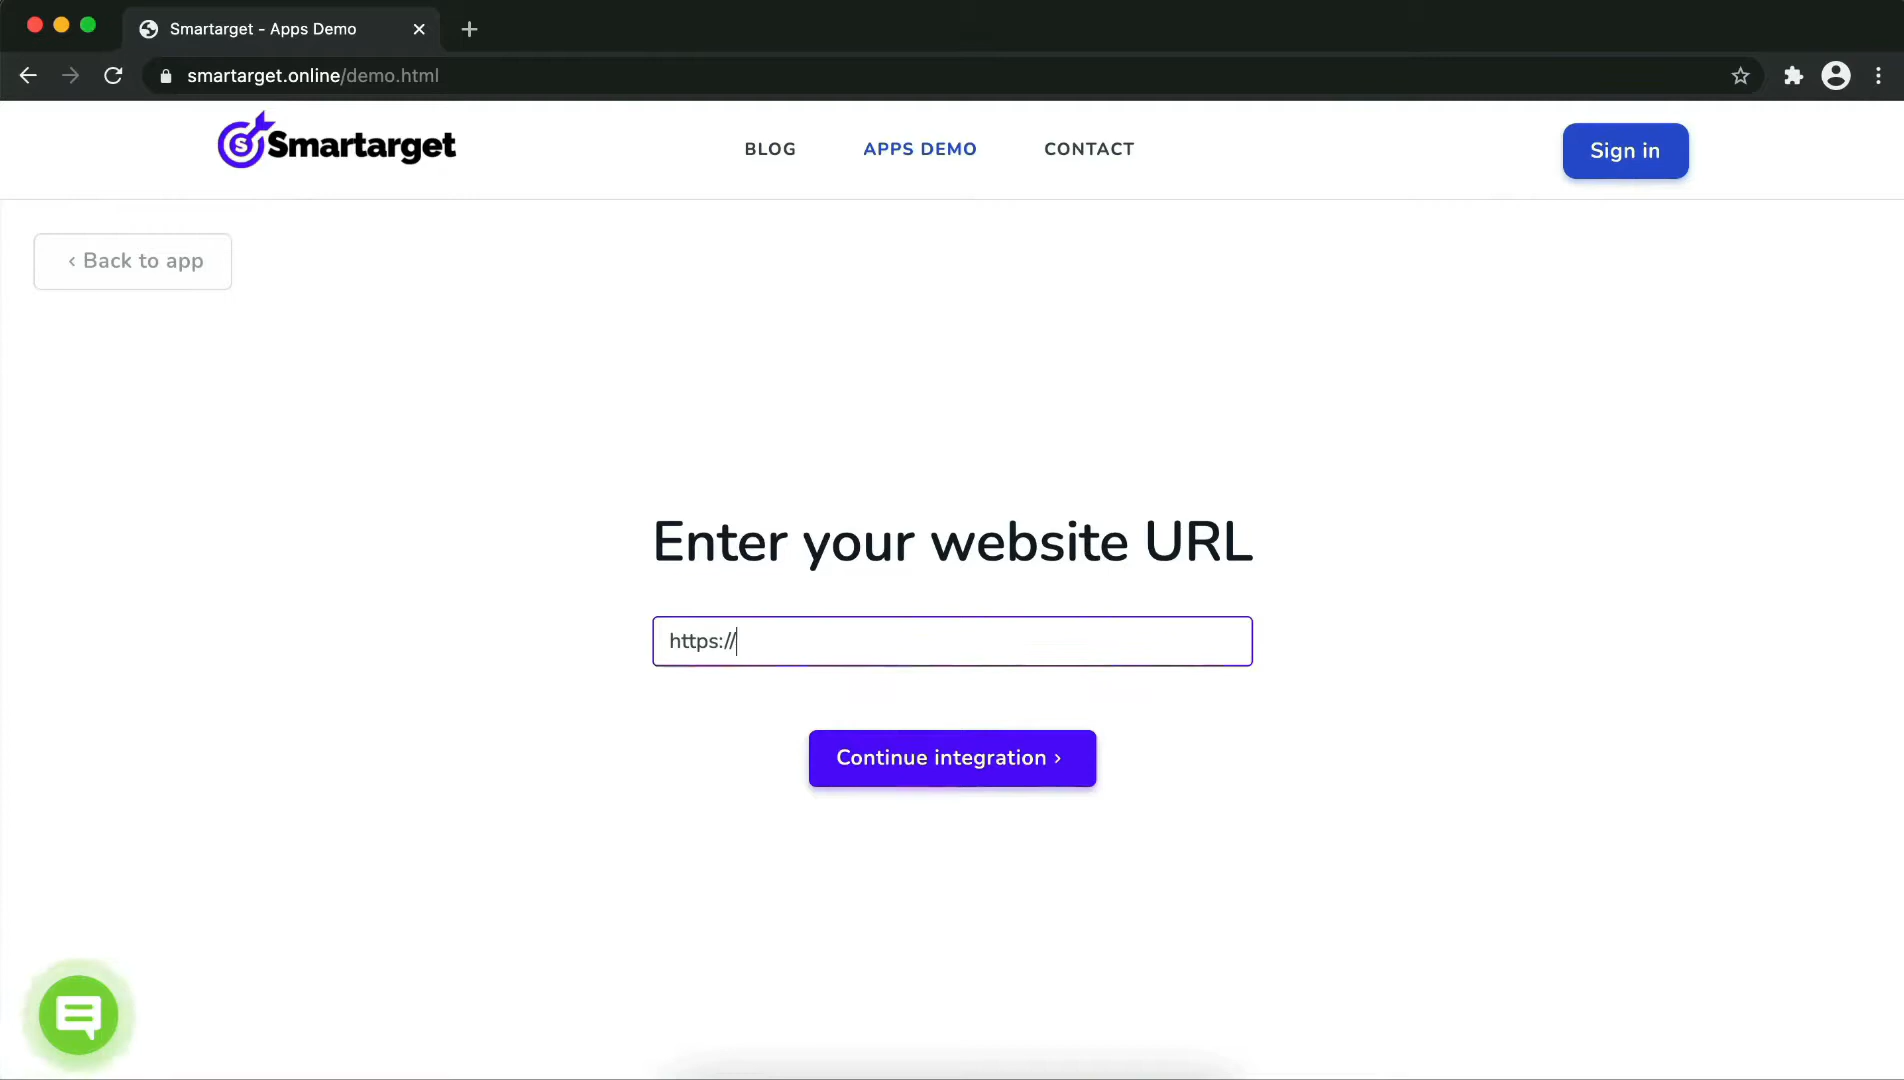 Smartarget - Apps Demo
smartarget.online/demo.html
Smartarget
BLOG
APPS DEMO
CONTACT
Sign in
‹ Back to app
Enter your website URL
https://
Continue integration ›